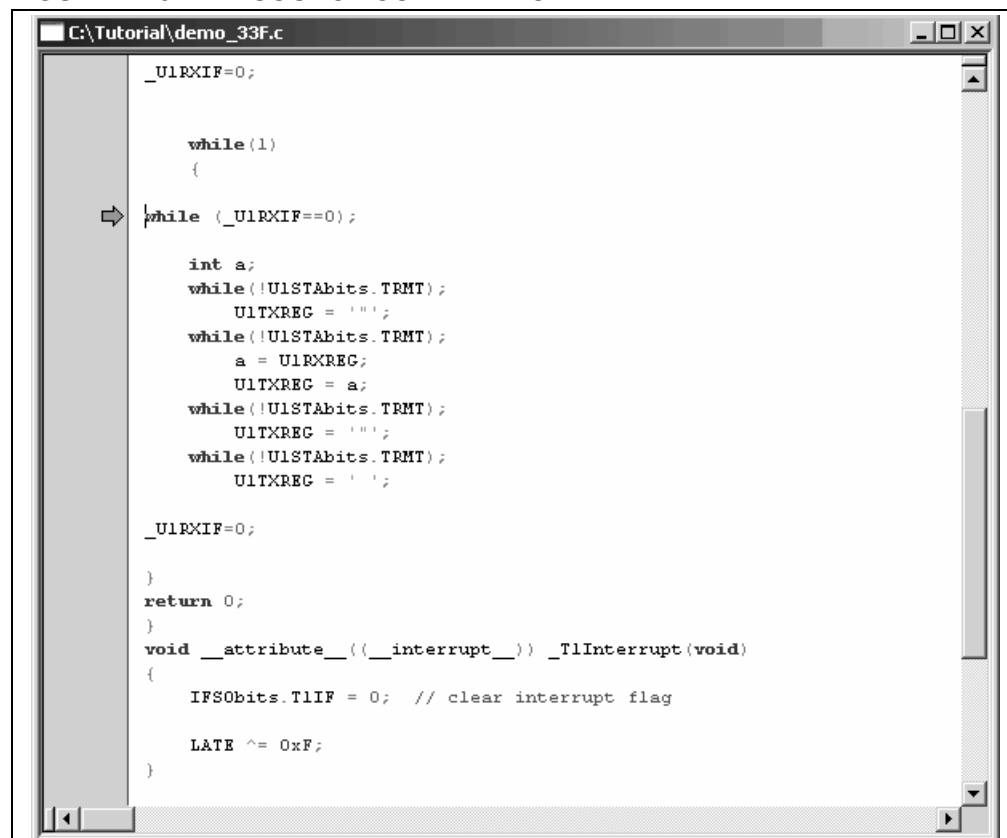 C:\Tutorial\demo_33F.c
_U1RXIF=0;
while(1)
{
while (_U1RXIF==0);
int a;
while(!U1STAbits.TRMT);
U1TXREG = '"';
while(!U1STAbits.TRMT);
a = U1RXREG;
U1TXREG = a;
while(!U1STAbits.TRMT);
U1TXREG = '"';
while(!U1STAbits.TRMT);
U1TXREG = ' ';
_U1RXIF=0;
}
return 0;
}
void __attribute__((__interrupt__)) _T1Interrupt(void)
{
IFS0bits.T1IF = 0;  // clear interrupt flag
LATE ^= 0xF;
}